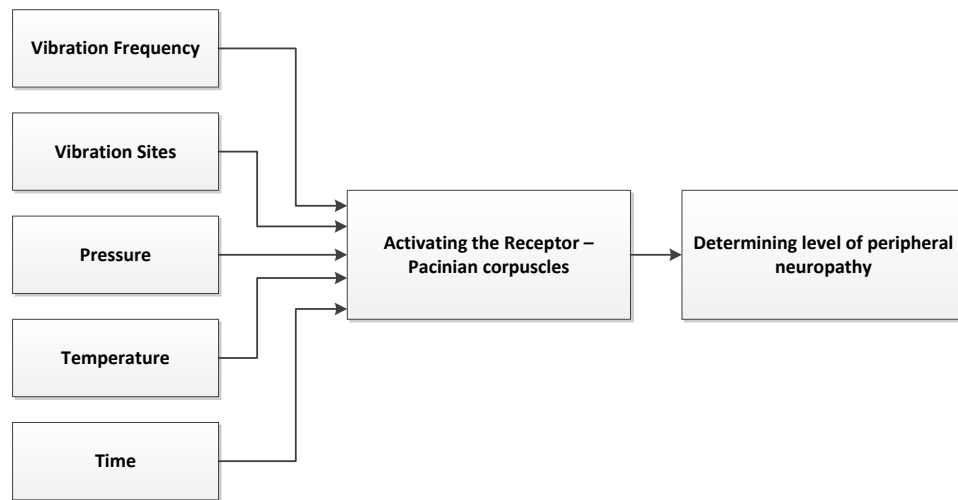 Vibration Frequency
Vibration Sites
Pressure
Temperature
Time
Activating the Receptor –
Pacinian corpuscles
Determining level of peripheral
neuropathy